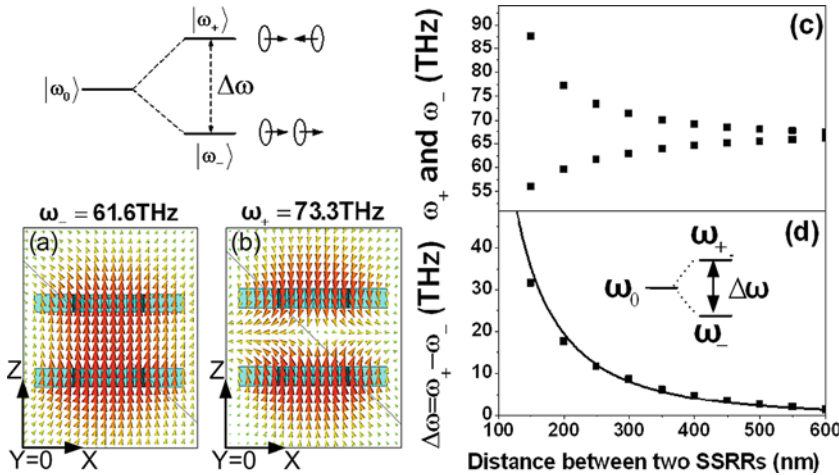 |ω₊⟩
|ω₀⟩
Δω
|ω₋⟩
ω₋ = 61.6THz
ω₊ = 73.3THz
(a)
(b)
Z
Y=0
X
Z
Y=0
X
ω₊ and ω₋ (THz)
90
85
80
75
70
65
60
55
(c)
Δω=ω₊−ω₋ (THz)
40
30
20
10
0
(d)
ω₊
ω₀
Δω
ω₋
100 200 300 400 500 600
Distance between two SSRRs (nm)